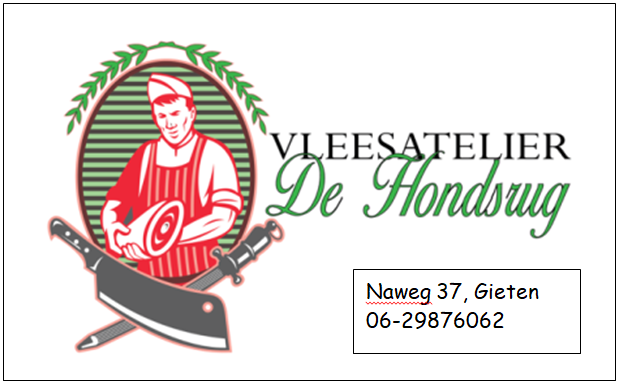 VLEESATELIER
De Hondsrug
Naweg 37, Gieten
06-29876062